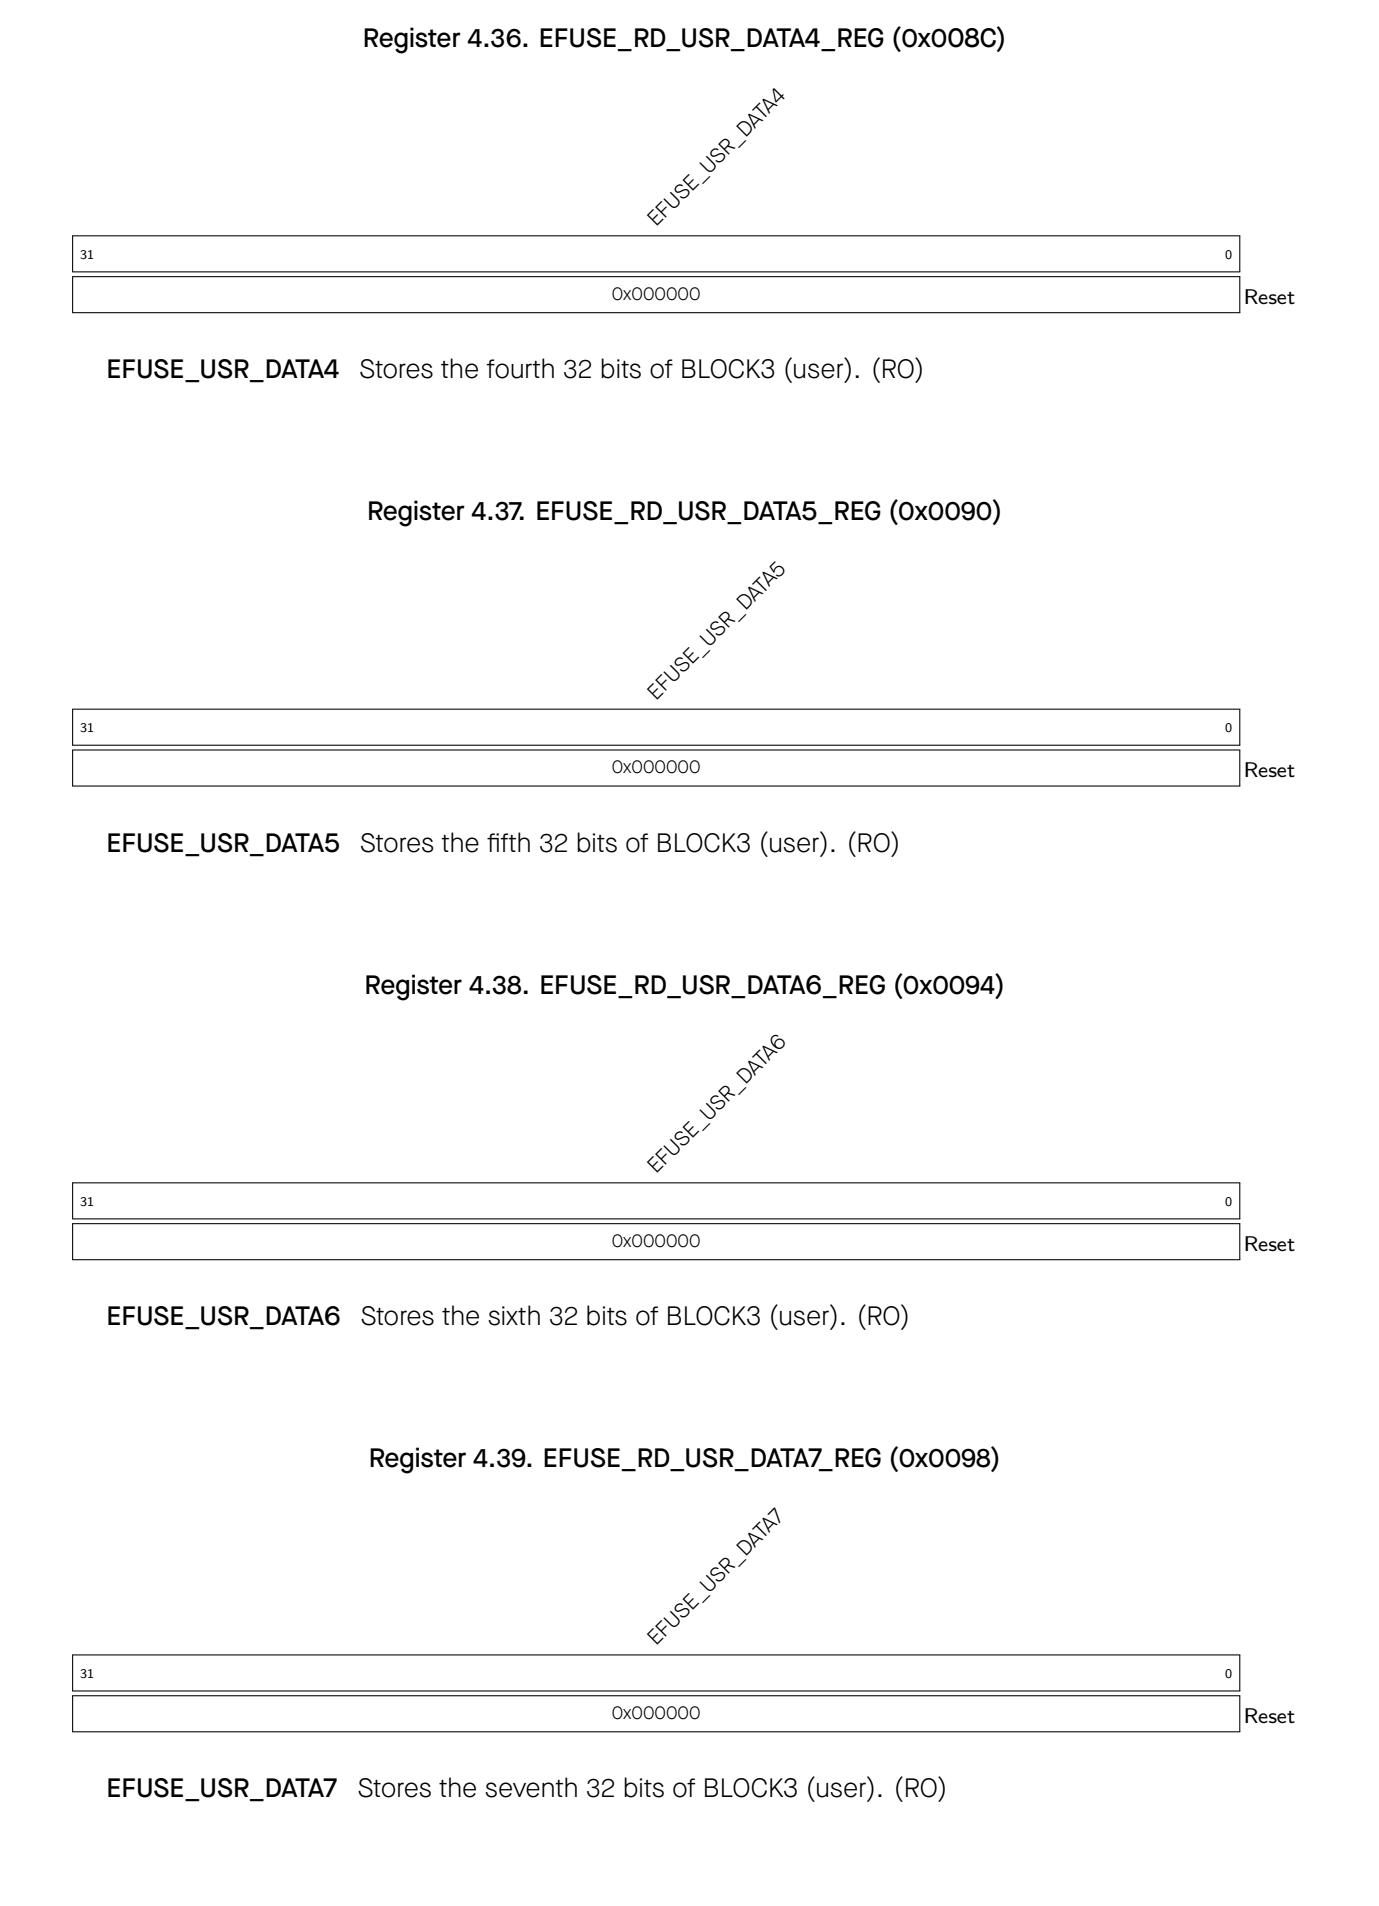 Register 4.36. EFUSE_RD_USR_DATA4_REG (0x008C)
EFUSE_USR_DATA4
31 0
0x000000 Reset
EFUSE_USR_DATA4 Stores the fourth 32 bits of BLOCK3 (user). (RO)
Register 4.37. EFUSE_RD_USR_DATA5_REG (0x0090)
EFUSE_USR_DATA5
31 0
0x000000 Reset
EFUSE_USR_DATA5 Stores the fifth 32 bits of BLOCK3 (user). (RO)
Register 4.38. EFUSE_RD_USR_DATA6_REG (0x0094)
EFUSE_USR_DATA6
31 0
0x000000 Reset
EFUSE_USR_DATA6 Stores the sixth 32 bits of BLOCK3 (user). (RO)
Register 4.39. EFUSE_RD_USR_DATA7_REG (0x0098)
EFUSE_USR_DATA7
31 0
0x000000 Reset
EFUSE_USR_DATA7 Stores the seventh 32 bits of BLOCK3 (user). (RO)